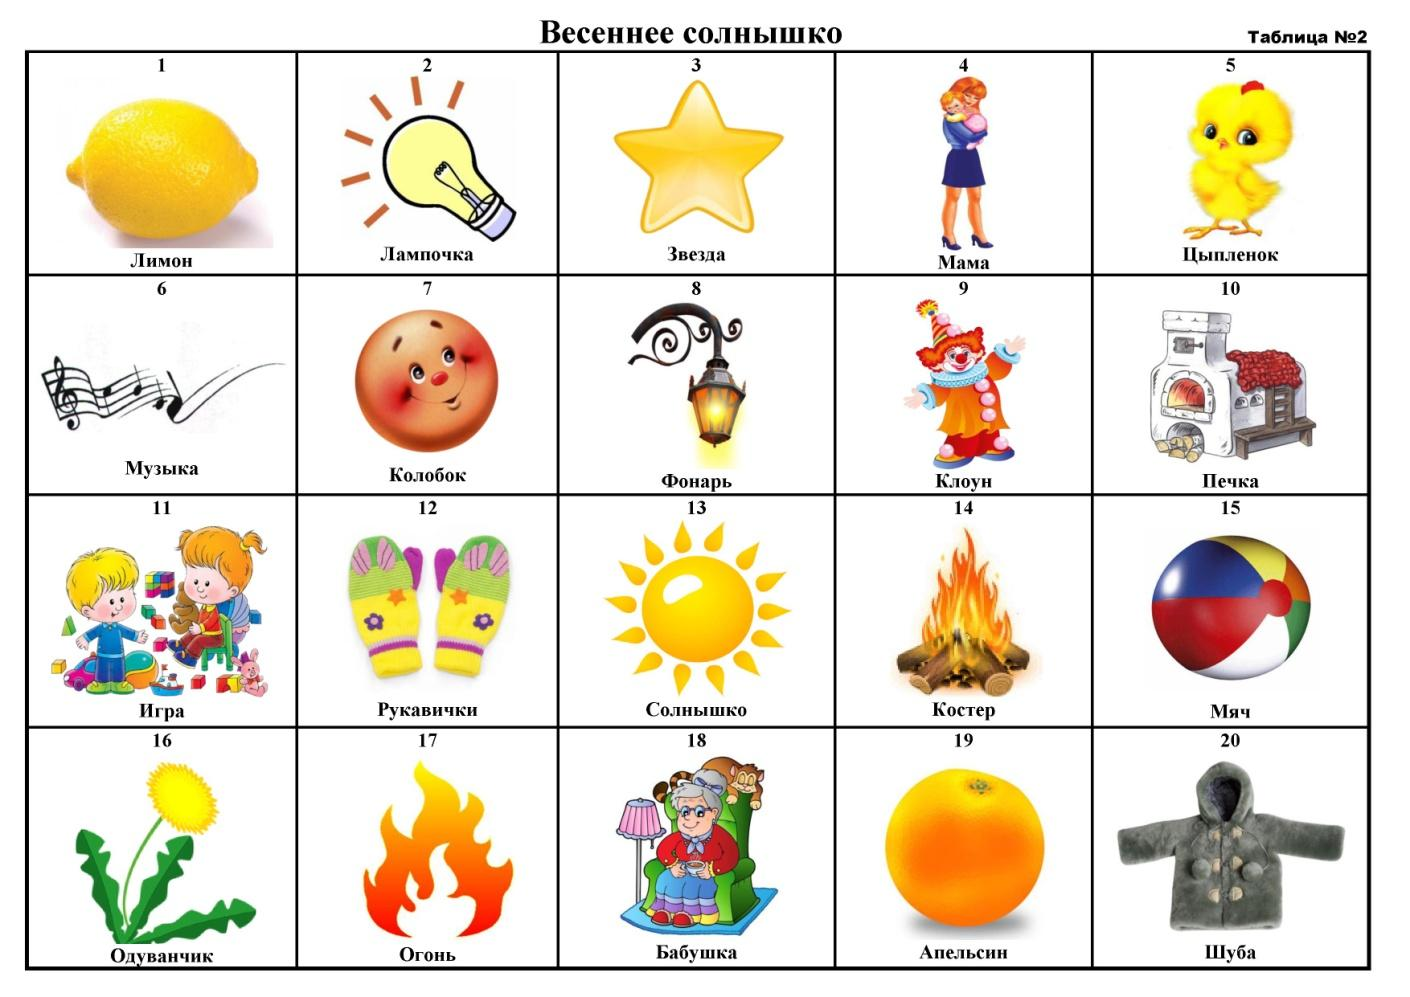 Весеннее солнышко
Таблица №2
1
2
3
4
5
Лимон
Лампочка
Звезда
Мама
Цыпленок
6
7
8
9
10
Музыка
Колобок
Фонарь
Клоун
Печка
11
12
13
14
15
Игра
Рукавички
Солнышко
Костер
Мяч
16
17
18
19
20
Одуванчик
Огонь
Бабушка
Апельсин
Шуба